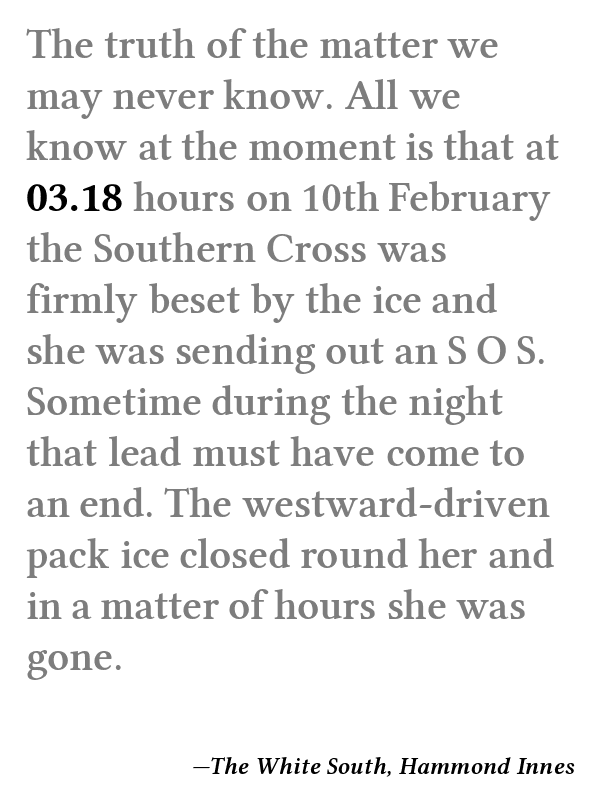 The truth of the matter we
may never know. All we
know at the moment is that at
03.18 hours on 10th February
the Southern Cross was
firmly beset by the ice and
she was sending out an S O S.
Sometime during the night
that lead must have come to
an end. The westward-driven
pack ice closed round her and
in a matter of hours she was
gone.
—The White South, Hammond Innes